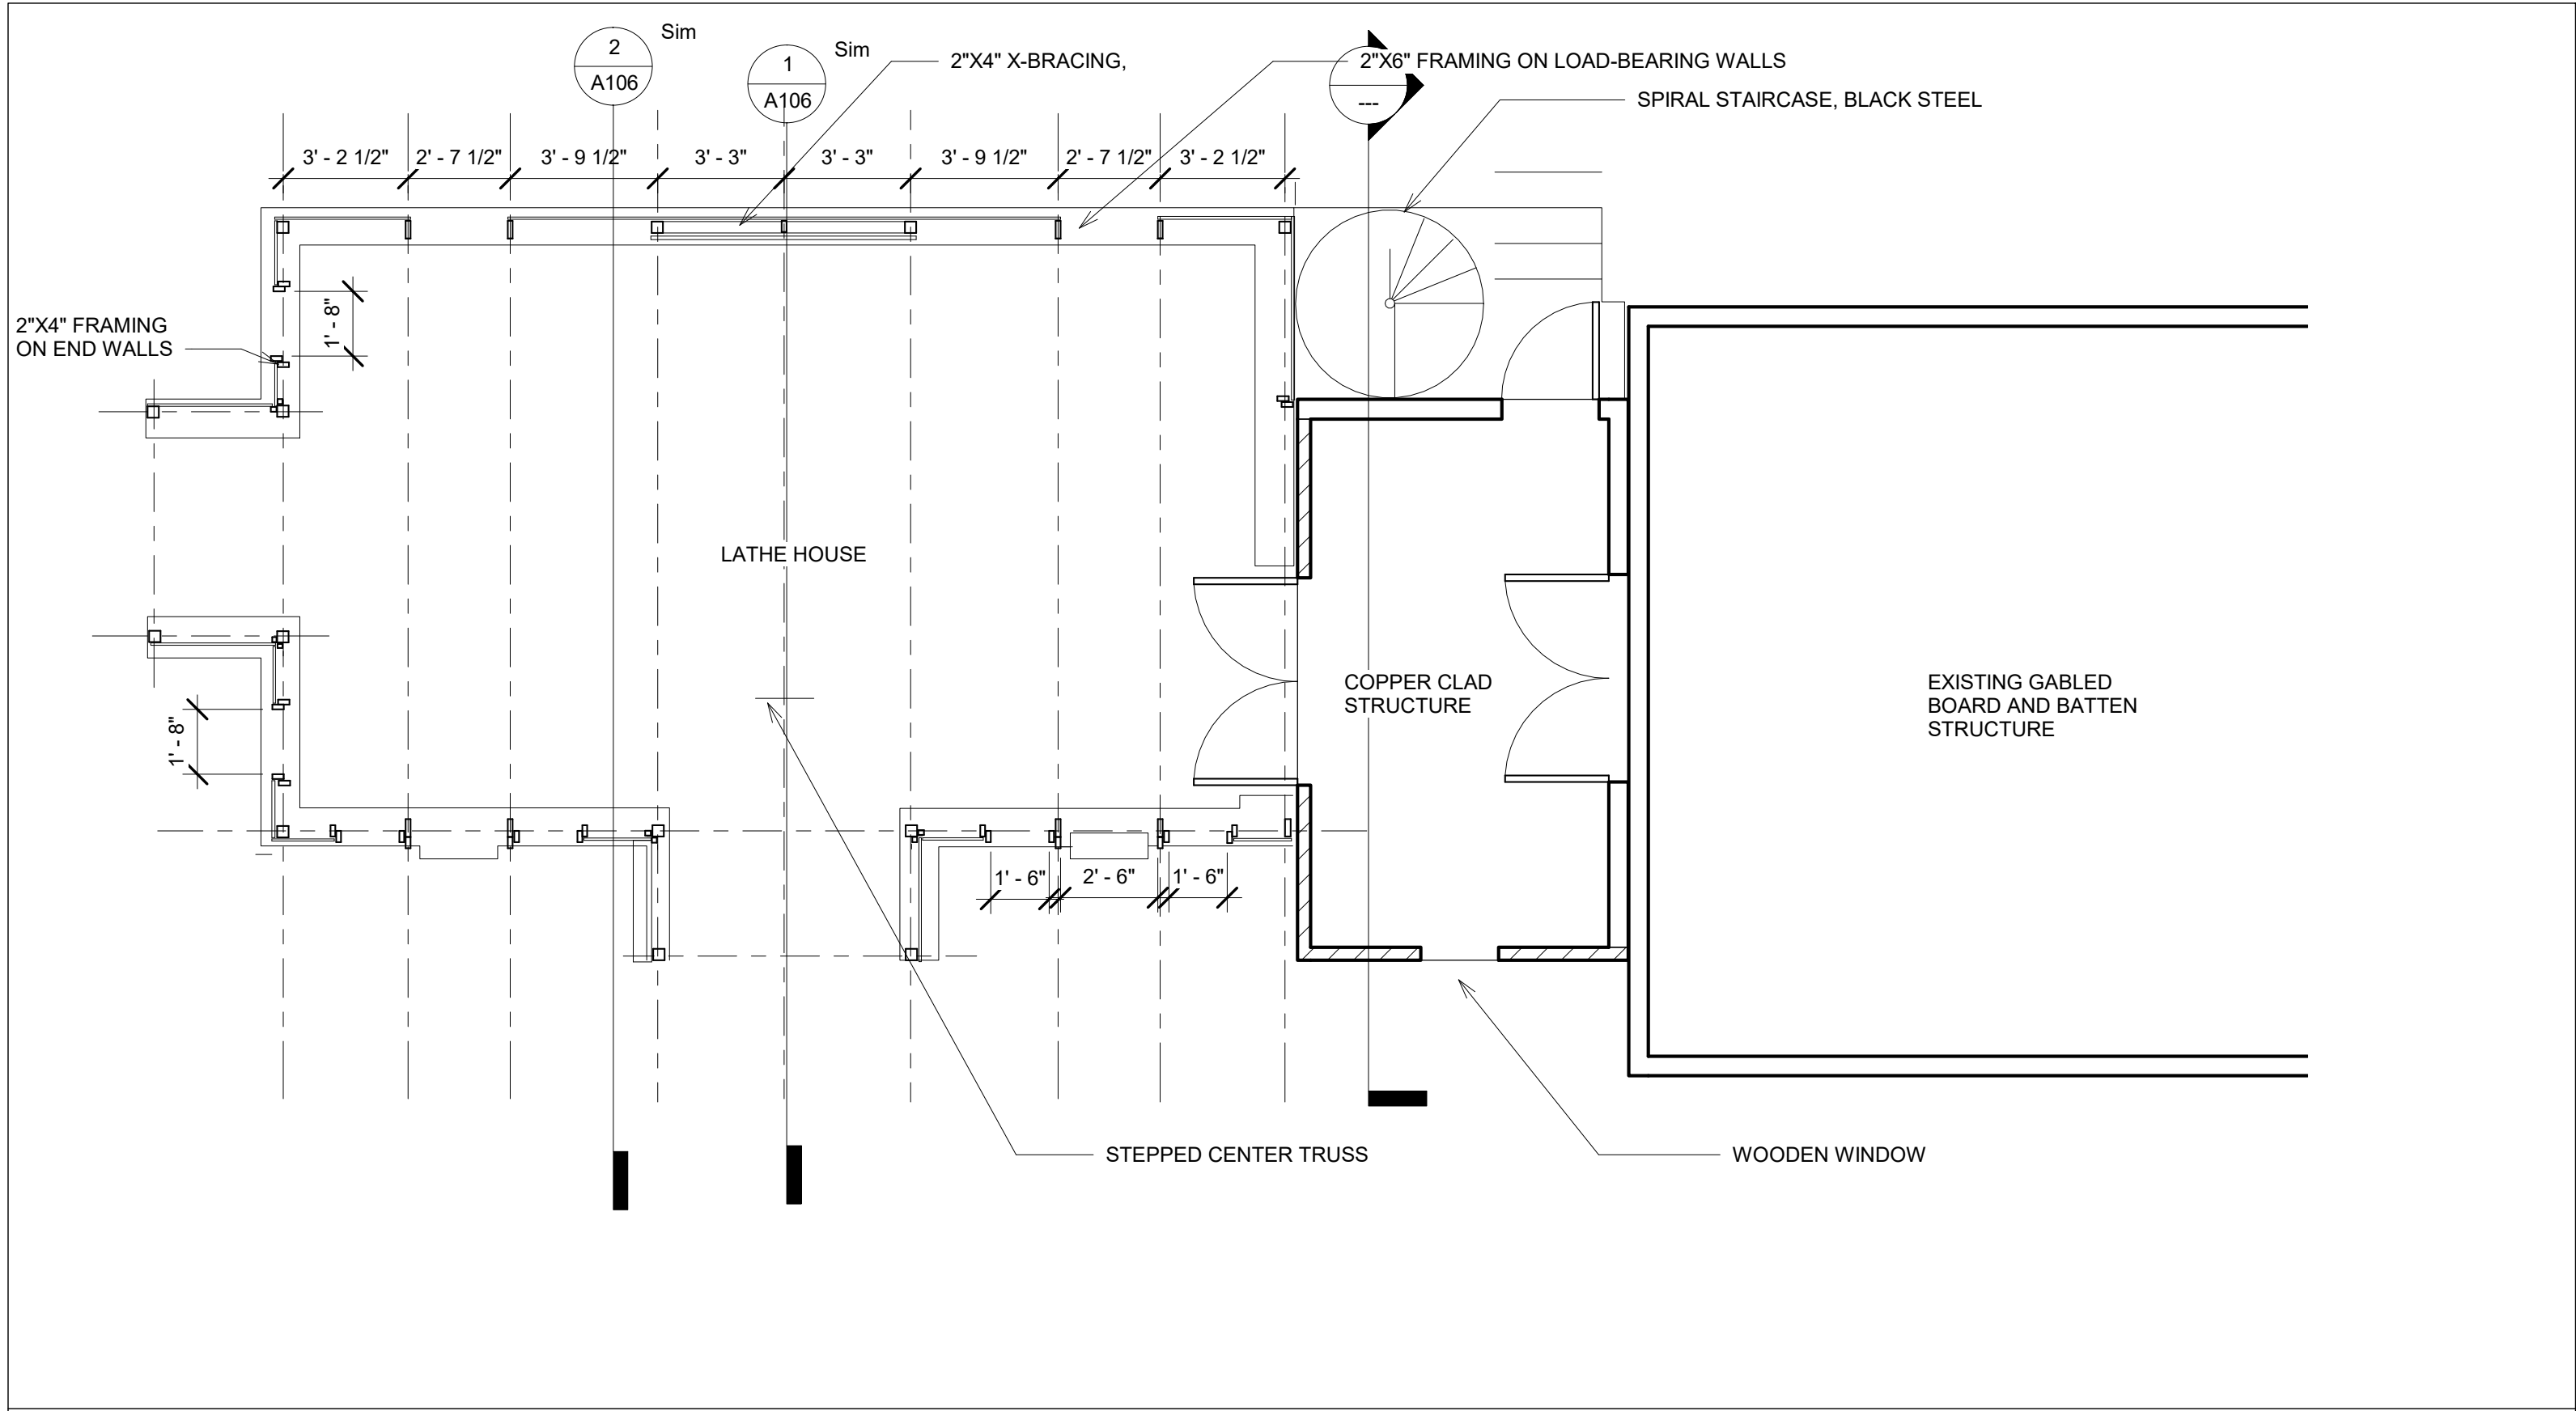 2
A106
Sim
1
A106
Sim
2"X4" X-BRACING,
2"X6" FRAMING ON LOAD-BEARING WALLS
---
SPIRAL STAIRCASE, BLACK STEEL
3' - 2 1/2"
2' - 7 1/2"
3' - 9 1/2"
3' - 3"
3' - 3"
3' - 9 1/2"
2' - 7 1/2"
3' - 2 1/2"
1' - 8"
2"X4" FRAMING
ON END WALLS
LATHE HOUSE
COPPER CLAD
STRUCTURE
EXISTING GABLED
BOARD AND BATTEN
STRUCTURE
1' - 8"
1' - 6"
2' - 6"
1' - 6"
STEPPED CENTER TRUSS
WOODEN WINDOW